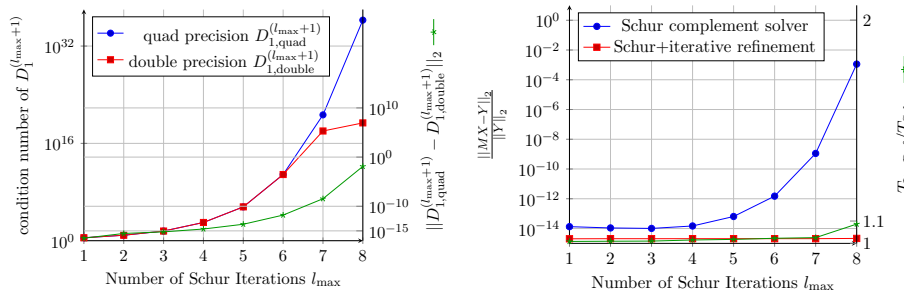 condition number of D_1^{(l_max+1)}
10^32
10^16
10^0
quad precision D_{1,quad}^{(l_max+1)}
double precision D_{1,double}^{(l_max+1)}
10^10
10^0
10^−10
10^−15
||D_{1,quad}^{(l_max+1)} − D_{1,double}^{(l_max+1)}||_2
1 2 3 4 5 6 7 8
Number of Schur Iterations l_max
||MX−Y||_2
||Y||_2
10^0
10^−2
10^−4
10^−6
10^−8
10^−10
10^−12
10^−14
Schur complement solver
Schur+iterative refinement
2
1.1
1
1 2 3 4 5 6 7 8
Number of Schur Iterations l_max